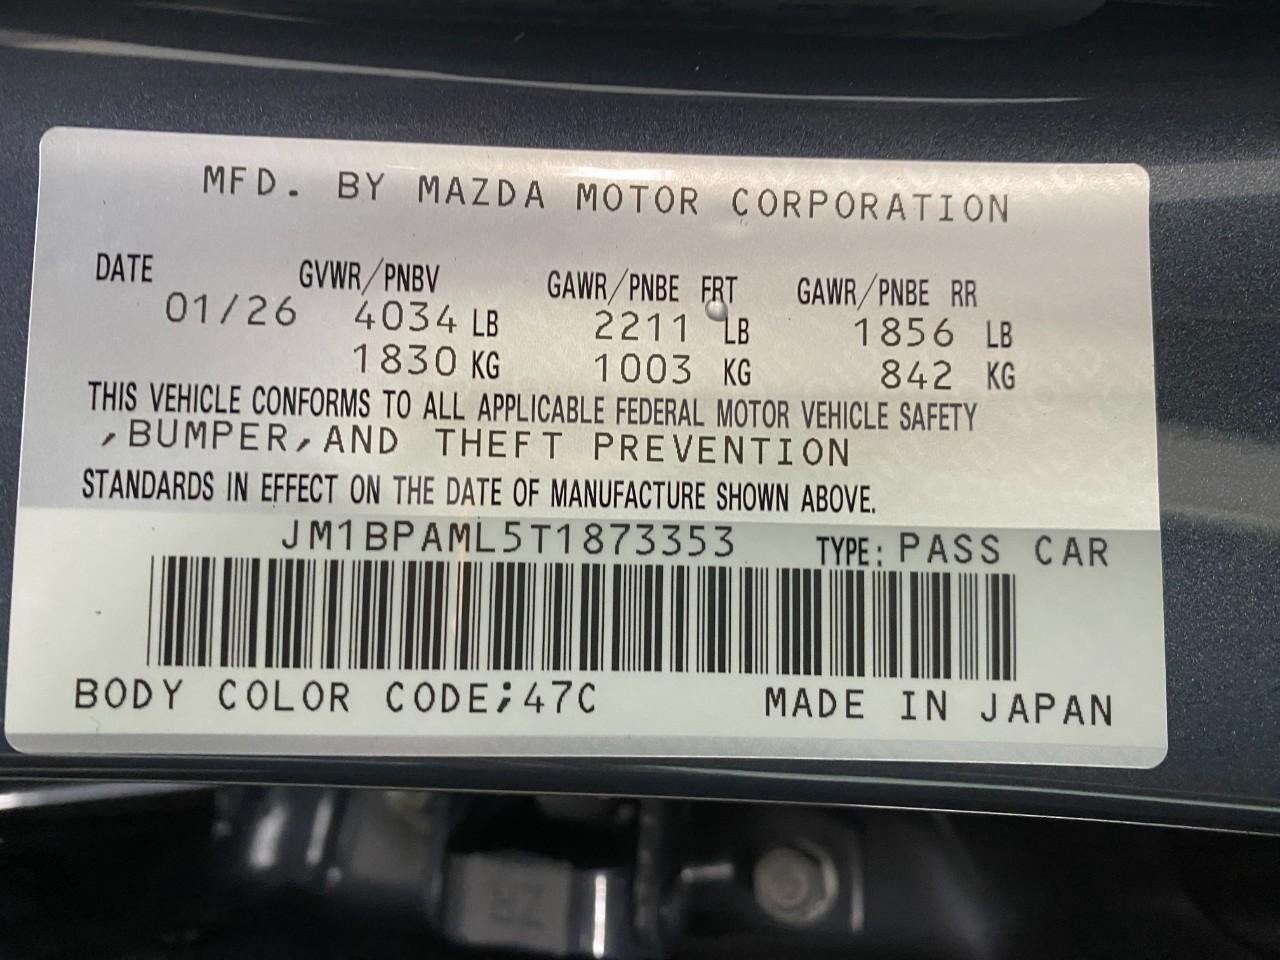 MFD. BY MAZDA MOTOR CORPORATION
DATE GVWR/PNBV GAWR/PNBE FRT GAWR/PNBE RR
01/26 4034 LB 2211 LB 1856 LB
1830 KG 1003 KG 842 KG
THIS VEHICLE CONFORMS TO ALL APPLICABLE FEDERAL MOTOR VEHICLE SAFETY
,BUMPER,AND THEFT PREVENTION
STANDARDS IN EFFECT ON THE DATE OF MANUFACTURE SHOWN ABOVE.
JM1BPAML5T1873353 TYPE: PASS CAR
BODY COLOR CODE;47C MADE IN JAPAN